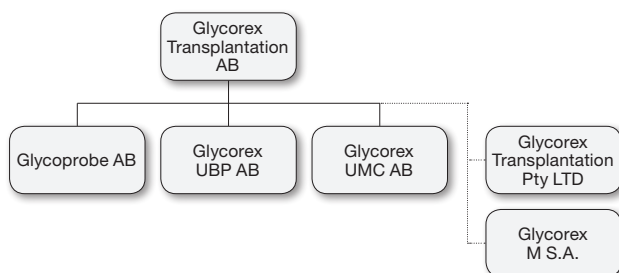 Glycorex
Transplantation
AB
Glycoprobe AB
Glycorex
UBP AB
Glycorex
UMC AB
Glycorex
Transplantation
Pty LTD
Glycorex
M S.A.